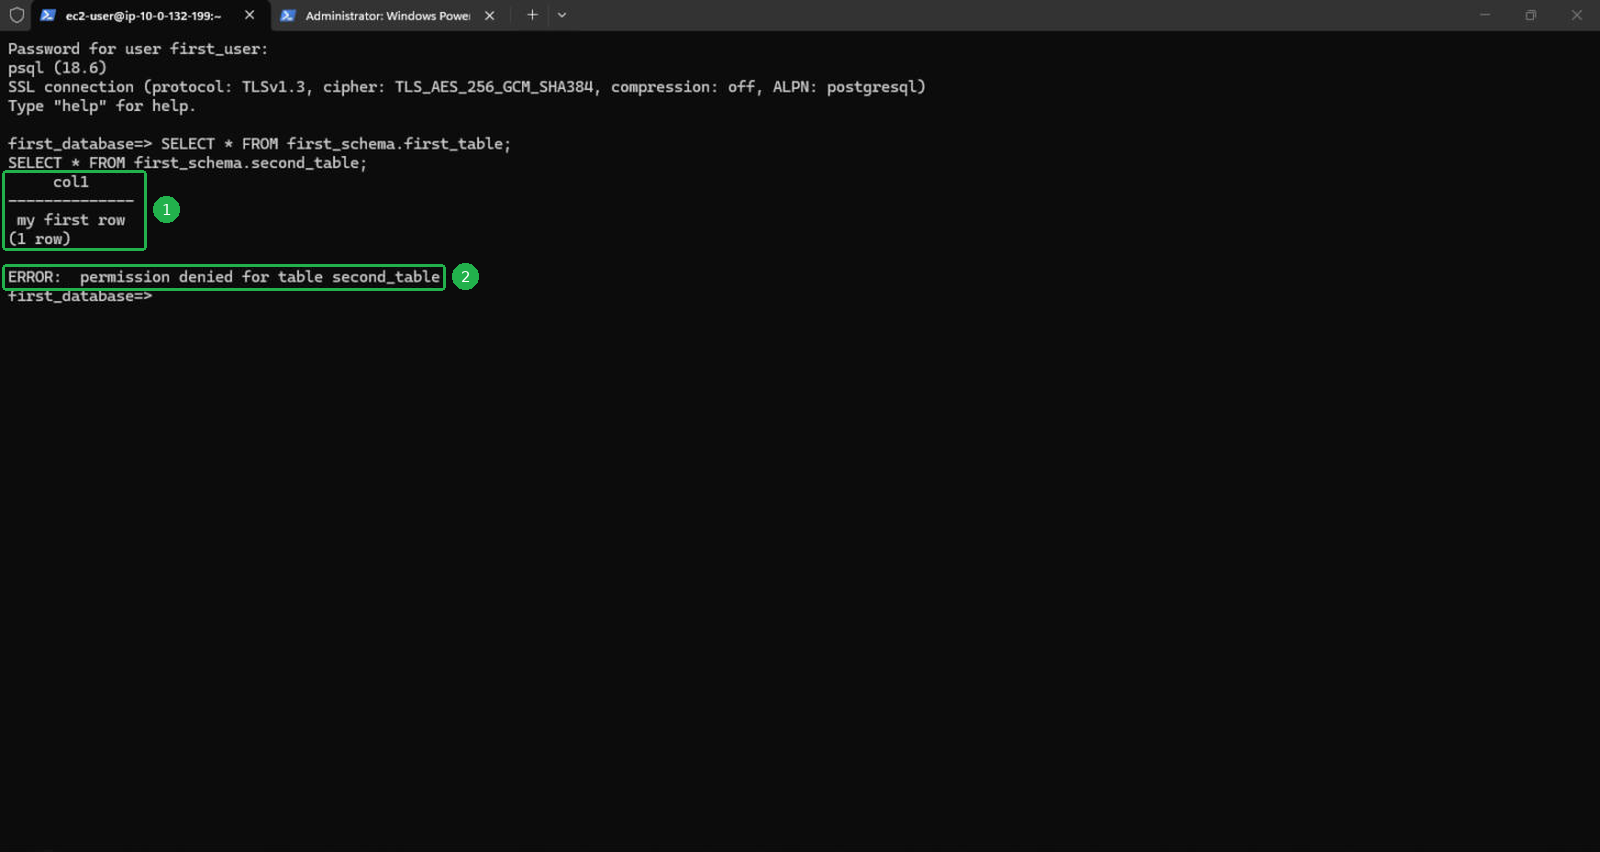 ec2-user@ip-10-0-132-199:~
Administrator: Windows Power
Password for user first_user:
psql (18.6)
SSL connection (protocol: TLSv1.3, cipher: TLS_AES_256_GCM_SHA384, compression: off, ALPN: postgresql)
Type "help" for help.
first_database=> SELECT * FROM first_schema.first_table;
SELECT * FROM first_schema.second_table;
col1
--------------
my first row
(1 row)
1
ERROR:  permission denied for table second_table
2
first_database=>